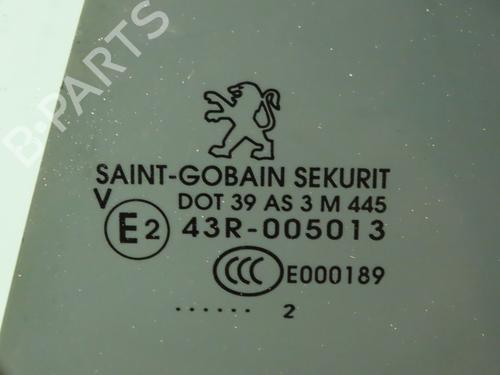 B-PARTS
SAINT-GOBAIN SEKURIT
V DOT 39 AS 3 M 445
E2 43R-005013
CCC E000189
...... 2